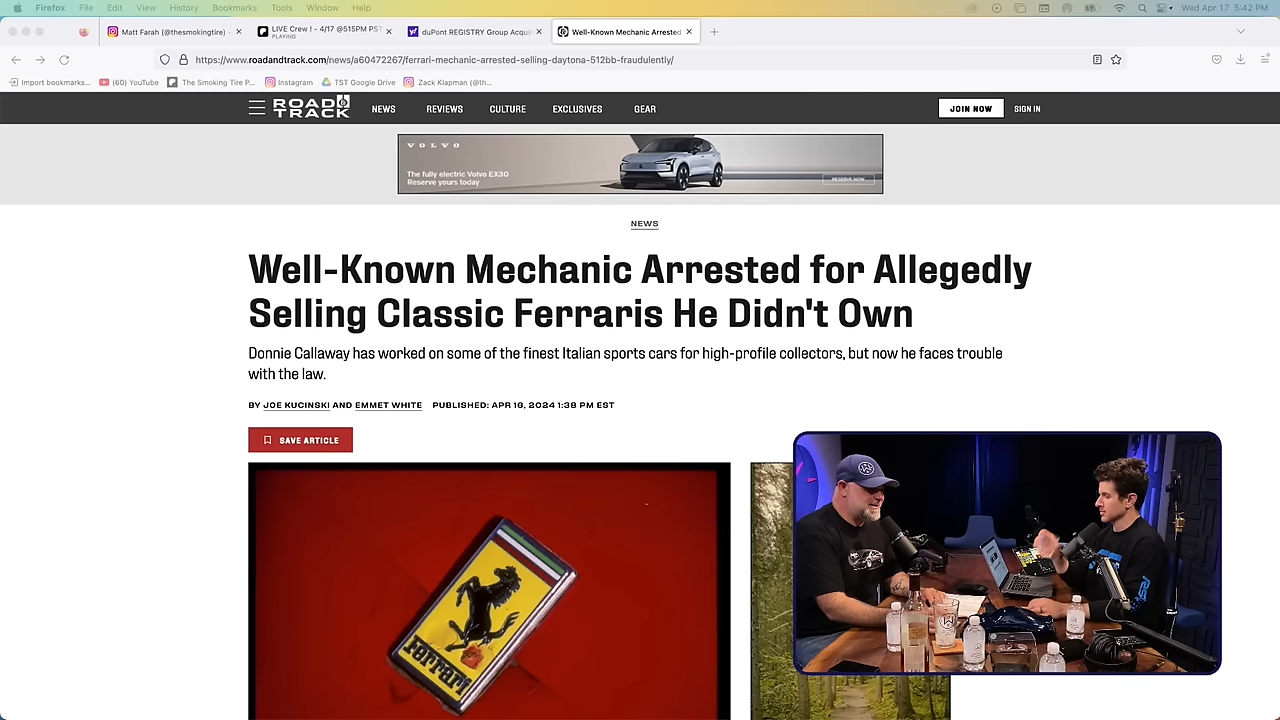 Firefox File Edit View History Bookmarks Tools Window Help Wed Apr 17 5:42 PM
Matt Farah (@thesmokingtire) - LIVE Crew ! - 4/17 @515PM PST duPont REGISTRY Group Acquir Well-Known Mechanic Arrested
PLAYING
https://www.roadandtrack.com/news/a60472267/ferrari-mechanic-arrested-selling-daytona-512bb-fraudulently/
Import bookmarks... (60) YouTube The Smoking Tire P... Instagram TST Google Drive Zack Klapman (@th...
ROAD & TRACK NEWS REVIEWS CULTURE EXCLUSIVES GEAR JOIN NOW SIGN IN
VOLVO
The fully electric Volvo EX30
Reserve yours today
RESERVE NOW
NEWS
Well-Known Mechanic Arrested for Allegedly
Selling Classic Ferraris He Didn't Own
Donnie Callaway has worked on some of the finest Italian sports cars for high-profile collectors, but now he faces trouble
with the law.
BY JOE KUCINSKI AND EMMET WHITE PUBLISHED: APR 16, 2024 1:38 PM EST
SAVE ARTICLE
Ferrari